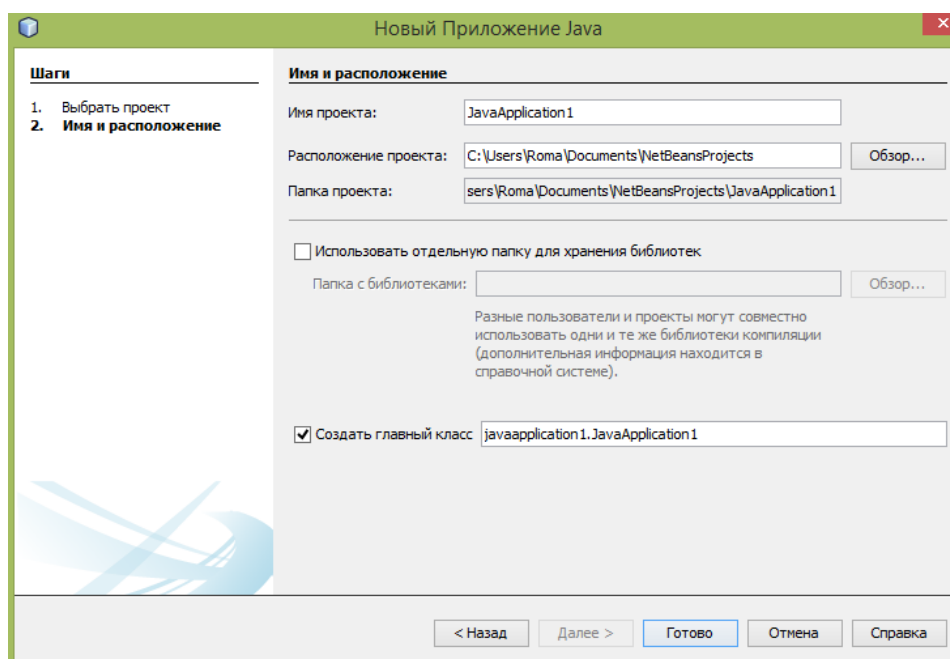 Новый Приложение Java
Шаги
1. Выбрать проект
2. Имя и расположение
Имя и расположение
Имя проекта: JavaApplication1
Расположение проекта: C:\Users\Roma\Documents\NetBeansProjects Обзор...
Папка проекта: sers\Roma\Documents\NetBeansProjects\JavaApplication1
Использовать отдельную папку для хранения библиотек
Папка с библиотеками: Обзор...
Разные пользователи и проекты могут совместно
использовать одни и те же библиотеки компиляции
(дополнительная информация находится в
справочной системе).
Создать главный класс javaapplication1.JavaApplication1
< Назад Далее > Готово Отмена Справка